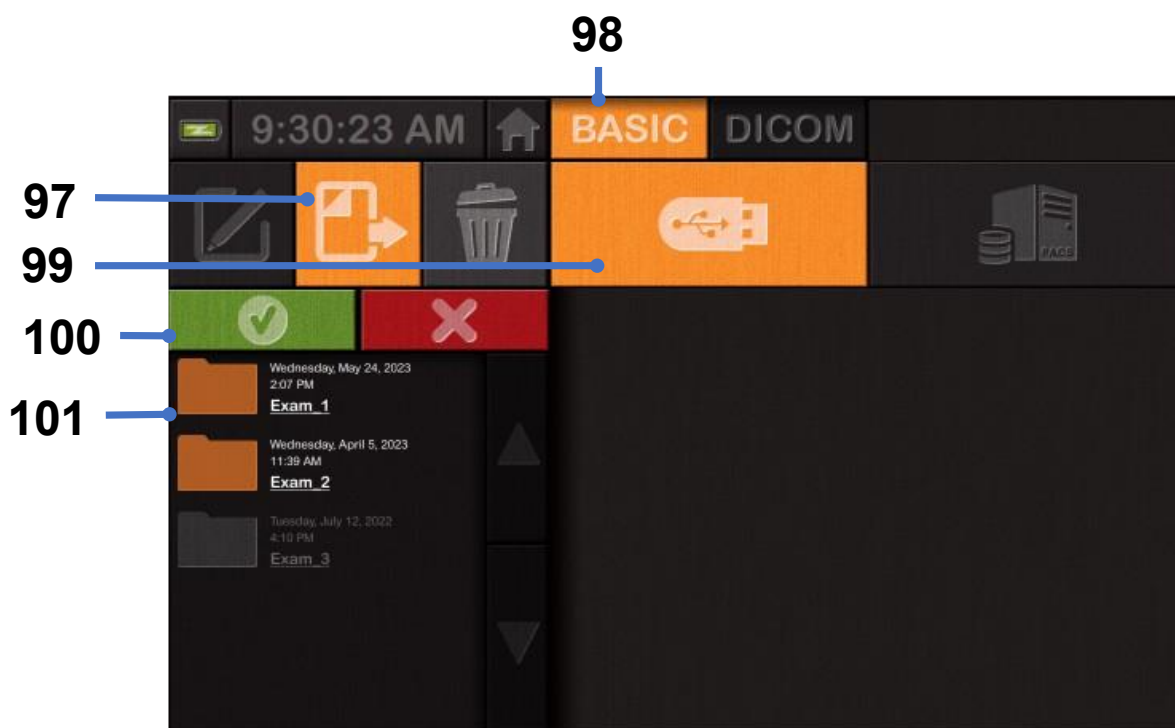 98
9:30:23 AM
BASIC
DICOM
97
99
PACS
100
Wednesday, May 24, 2023
2:07 PM
Exam_1
101
Wednesday, April 5, 2023
11:39 AM
Exam_2
Tuesday, July 12, 2022
4:10 PM
Exam_3